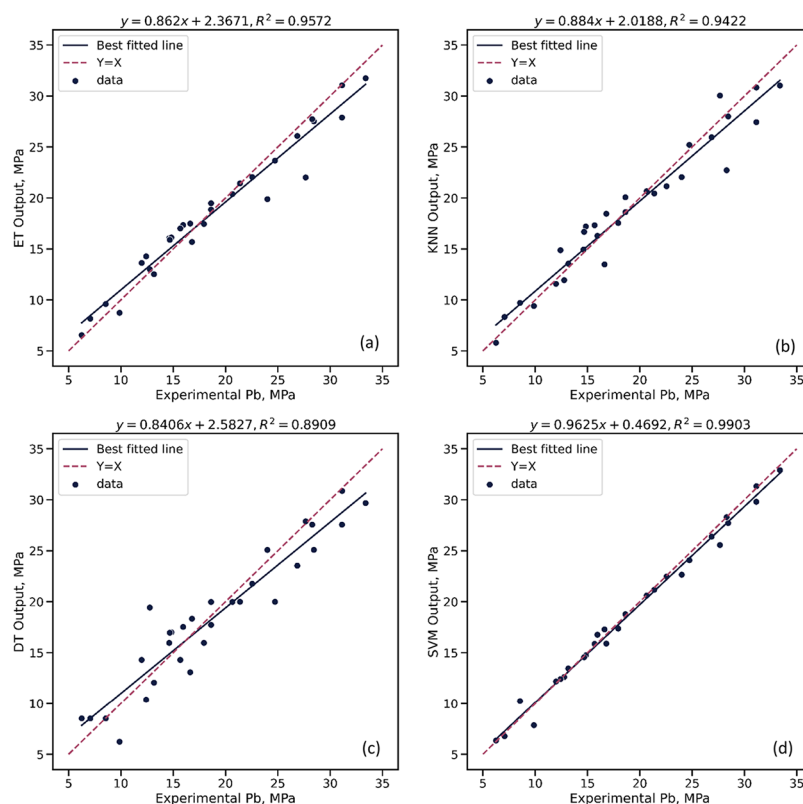 y = 0.862x + 2.3671, R² = 0.9572
Best fitted line
Y=X
data
35
30
25
20
15
10
5
ET Output, MPa
(a)
5 10 15 20 25 30 35
Experimental Pb, MPa
y = 0.884x + 2.0188, R² = 0.9422
Best fitted line
Y=X
data
35
30
25
20
15
10
5
KNN Output, MPa
(b)
5 10 15 20 25 30 35
Experimental Pb, MPa
y = 0.8406x + 2.5827, R² = 0.8909
Best fitted line
Y=X
data
35
30
25
20
15
10
5
DT Output, MPa
(c)
5 10 15 20 25 30 35
Experimental Pb, MPa
y = 0.9625x + 0.4692, R² = 0.9903
Best fitted line
Y=X
data
35
30
25
20
15
10
5
SVM Output, MPa
(d)
5 10 15 20 25 30 35
Experimental Pb, MPa